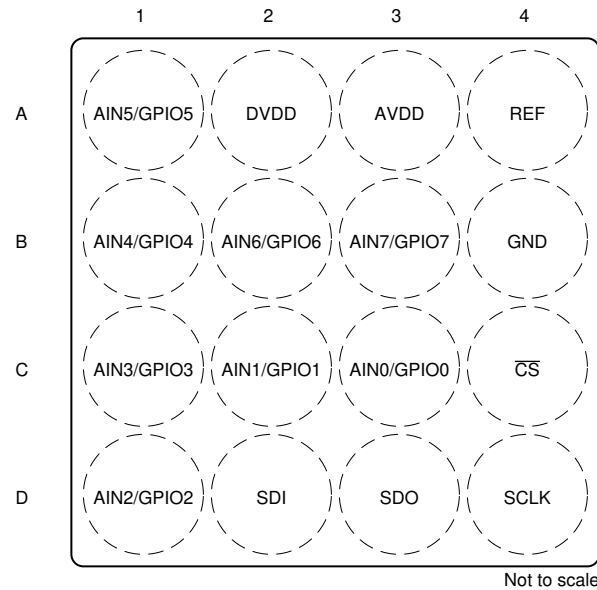 1 2 3 4
A AIN5/GPIO5 DVDD AVDD REF
B AIN4/GPIO4 AIN6/GPIO6 AIN7/GPIO7 GND
C AIN3/GPIO3 AIN1/GPIO1 AIN0/GPIO0 C̅S̅
D AIN2/GPIO2 SDI SDO SCLK
Not to scale